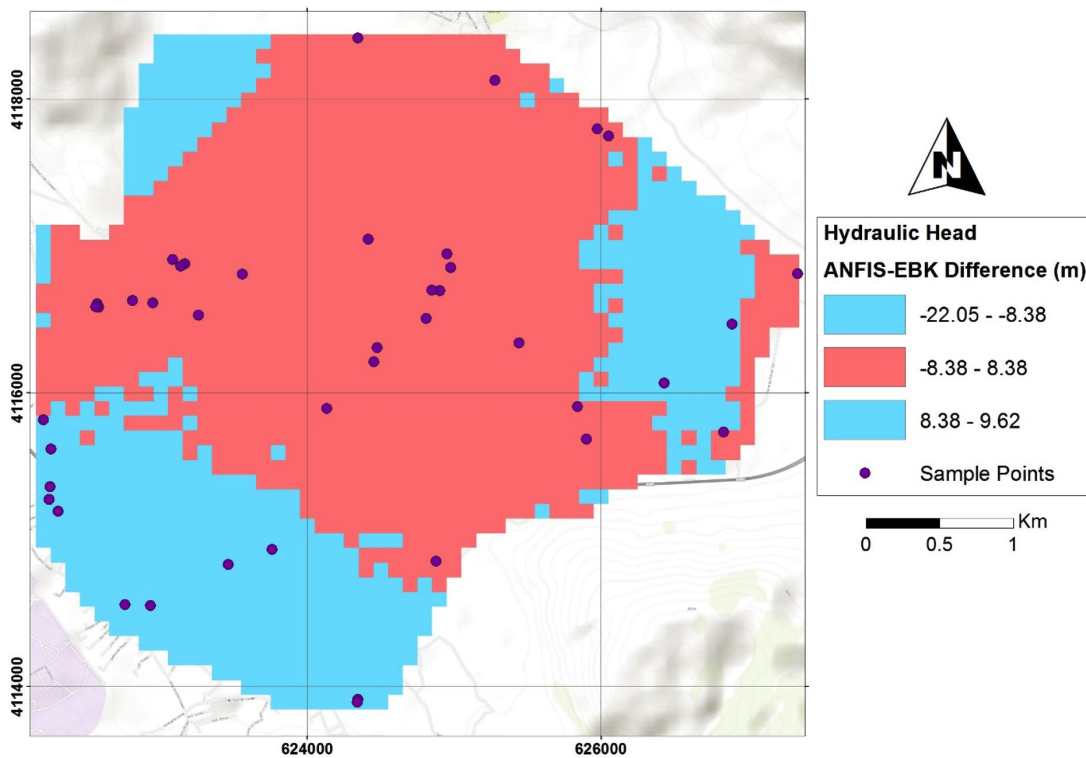 4118000
4116000
4114000
624000
626000
N
Hydraulic Head
ANFIS-EBK Difference (m)
-22.05 - -8.38
-8.38 - 8.38
8.38 - 9.62
Sample Points
Km
0 0.5 1